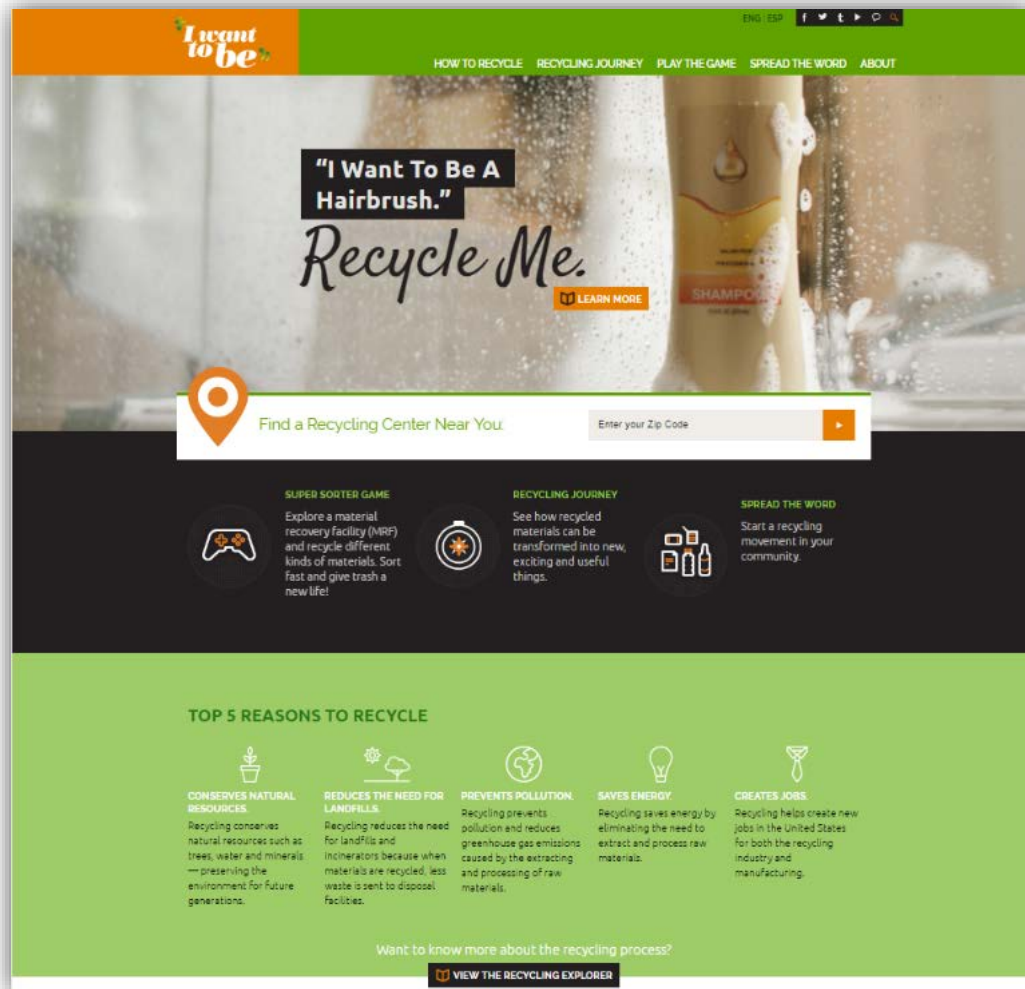 I want
to be
ENG ESP
HOW TO RECYCLE RECYCLING JOURNEY PLAY THE GAME SPREAD THE WORD ABOUT
“I Want To Be A
Hairbrush.”
Recycle Me.
LEARN MORE
SHAMPOO
Find a Recycling Center Near You:
Enter your Zip Code
SUPER SORTER GAME
Explore a material
recovery facility (MRF)
and recycle different
kinds of materials. Sort
fast and give trash a
new life!
RECYCLING JOURNEY
See how recycled
materials can be
transformed into new,
exciting and useful
things.
SPREAD THE WORD
Start a recycling
movement in your
community.
TOP 5 REASONS TO RECYCLE
CONSERVES NATURAL
RESOURCES.
Recycling conserves
natural resources such as
trees, water and minerals
— preserving the
environment for future
generations.
REDUCES THE NEED FOR
LANDFILLS.
Recycling reduces the need
for landfills and
incinerators because when
materials are recycled, less
waste is sent to disposal
facilities.
PREVENTS POLLUTION.
Recycling prevents
pollution and reduces
greenhouse gas emissions
caused by the extracting
and processing of raw
materials.
SAVES ENERGY.
Recycling saves energy by
eliminating the need to
extract and process raw
materials.
CREATES JOBS.
Recycling helps create new
jobs in the United States
for both the recycling
industry and
manufacturing.
Want to know more about the recycling process?
VIEW THE RECYCLING EXPLORER